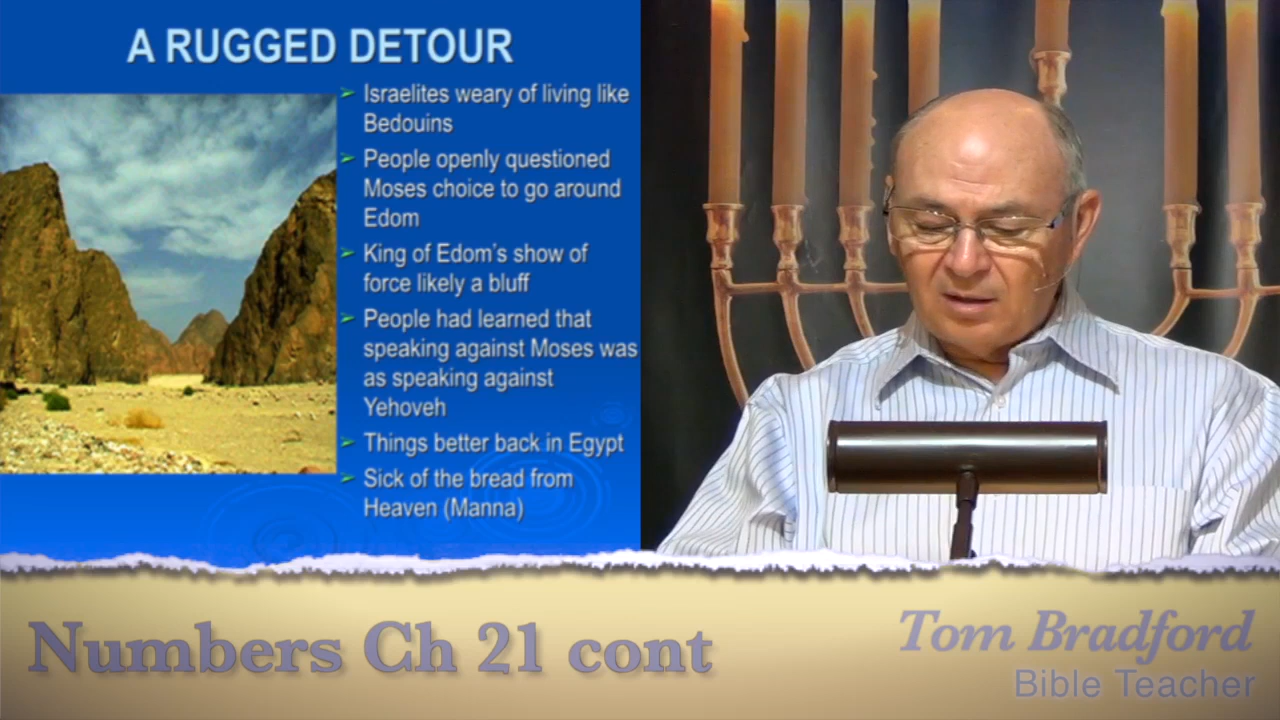 A RUGGED DETOUR
➢ Israelites weary of living like
Bedouins
➢ People openly questioned
Moses choice to go around
Edom
➢ King of Edom's show of
force likely a bluff
➢ People had learned that
speaking against Moses was
as speaking against
Yehoveh
➢ Things better back in Egypt
➢ Sick of the bread from
Heaven (Manna)
Numbers Ch 21 cont
Tom Bradford
Bible Teacher